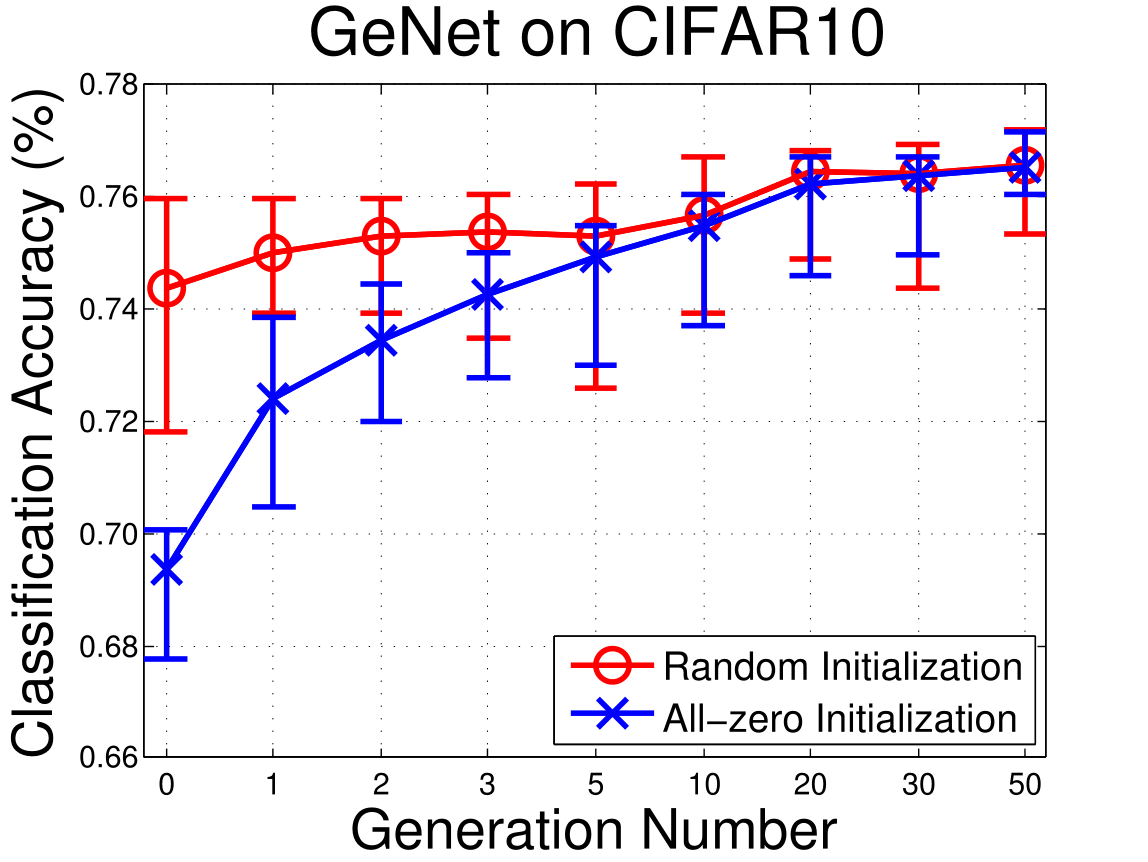 GeNet on CIFAR10
Classification Accuracy (%)
0.78
0.76
0.74
0.72
0.70
0.68
0.66
Random Initialization
All-zero Initialization
0 1 2 3 5 10 20 30 50
Generation Number